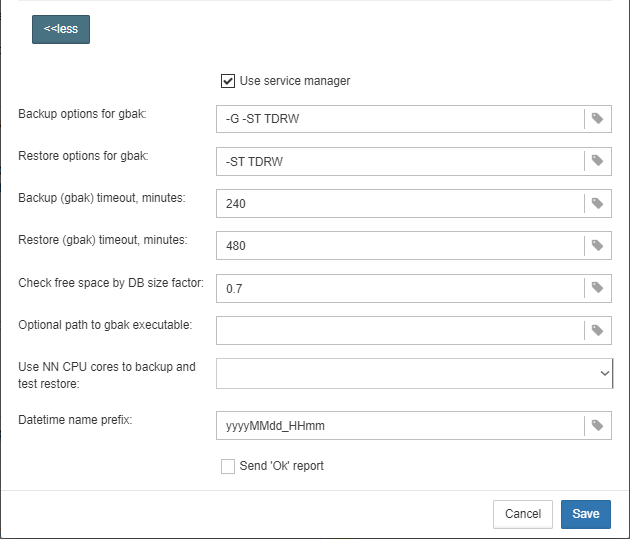 <<less
Use service manager
Backup options for gbak:
-G -ST TDRW
Restore options for gbak:
-ST TDRW
Backup (gbak) timeout, minutes:
240
Restore (gbak) timeout, minutes:
480
Check free space by DB size factor:
0.7
Optional path to gbak executable:
Use NN CPU cores to backup and
test restore:
Datetime name prefix:
yyyyMMdd_HHmm
Send 'Ok' report
Cancel
Save